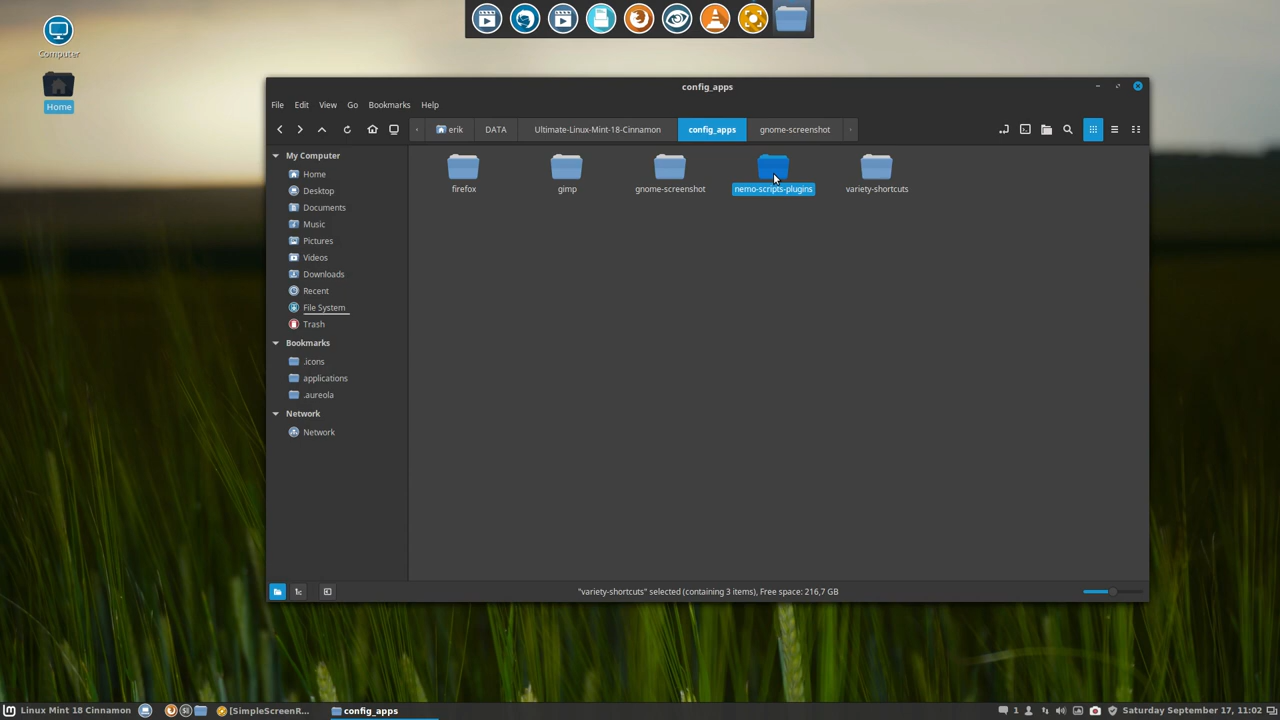 Computer
Home
config_apps
File Edit View Go Bookmarks Help
erik DATA Ultimate-Linux-Mint-18-Cinnamon config_apps gnome-screenshot
My Computer
Home
Desktop
Documents
Music
Pictures
Videos
Downloads
Recent
File System
Trash
Bookmarks
.icons
applications
.aureola
Network
Network
firefox gimp gnome-screenshot nemo-scripts-plugins variety-shortcuts
"variety-shortcuts" selected (containing 3 items), Free space: 216,7 GB
Linux Mint 18 Cinnamon [SimpleScreenR... config_apps 1 Saturday September 17, 11:02